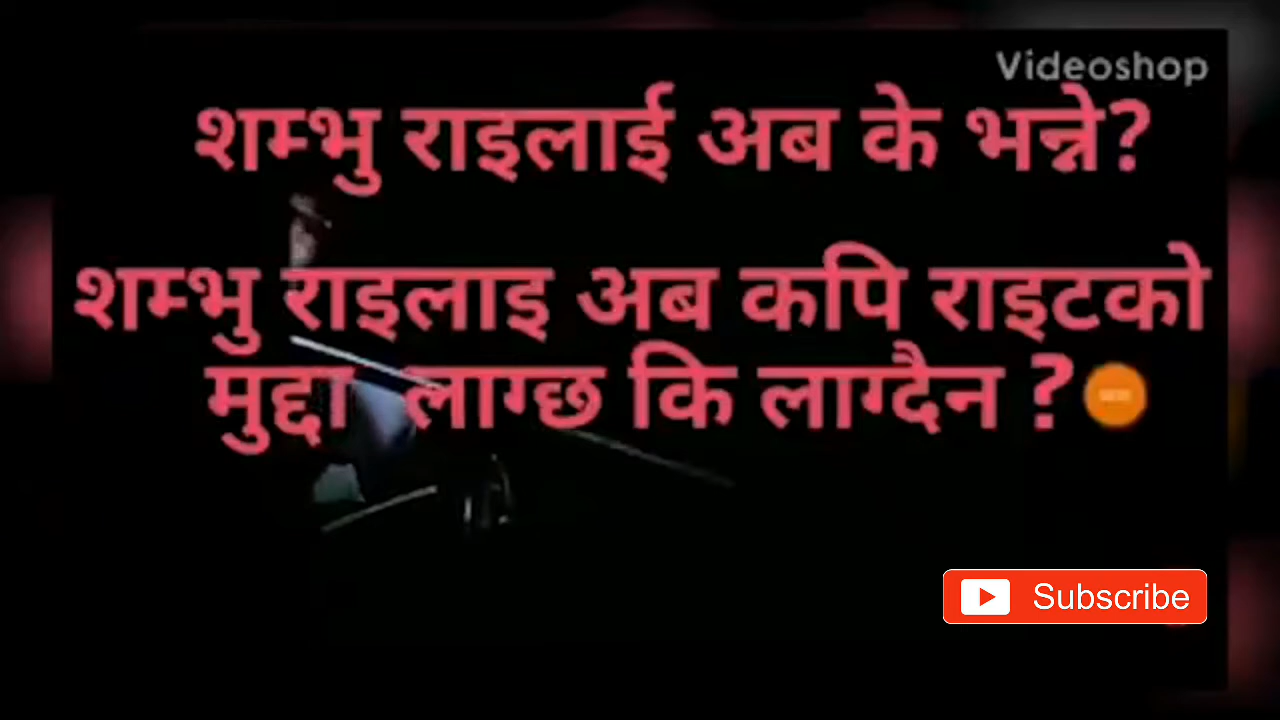 Videoshop
शम्भु राइलाई अब के भन्ने?
शम्भु राइलाइ अब कपि राइटको
मुद्दा लाग्छ कि लाग्दैन ?
Subscribe